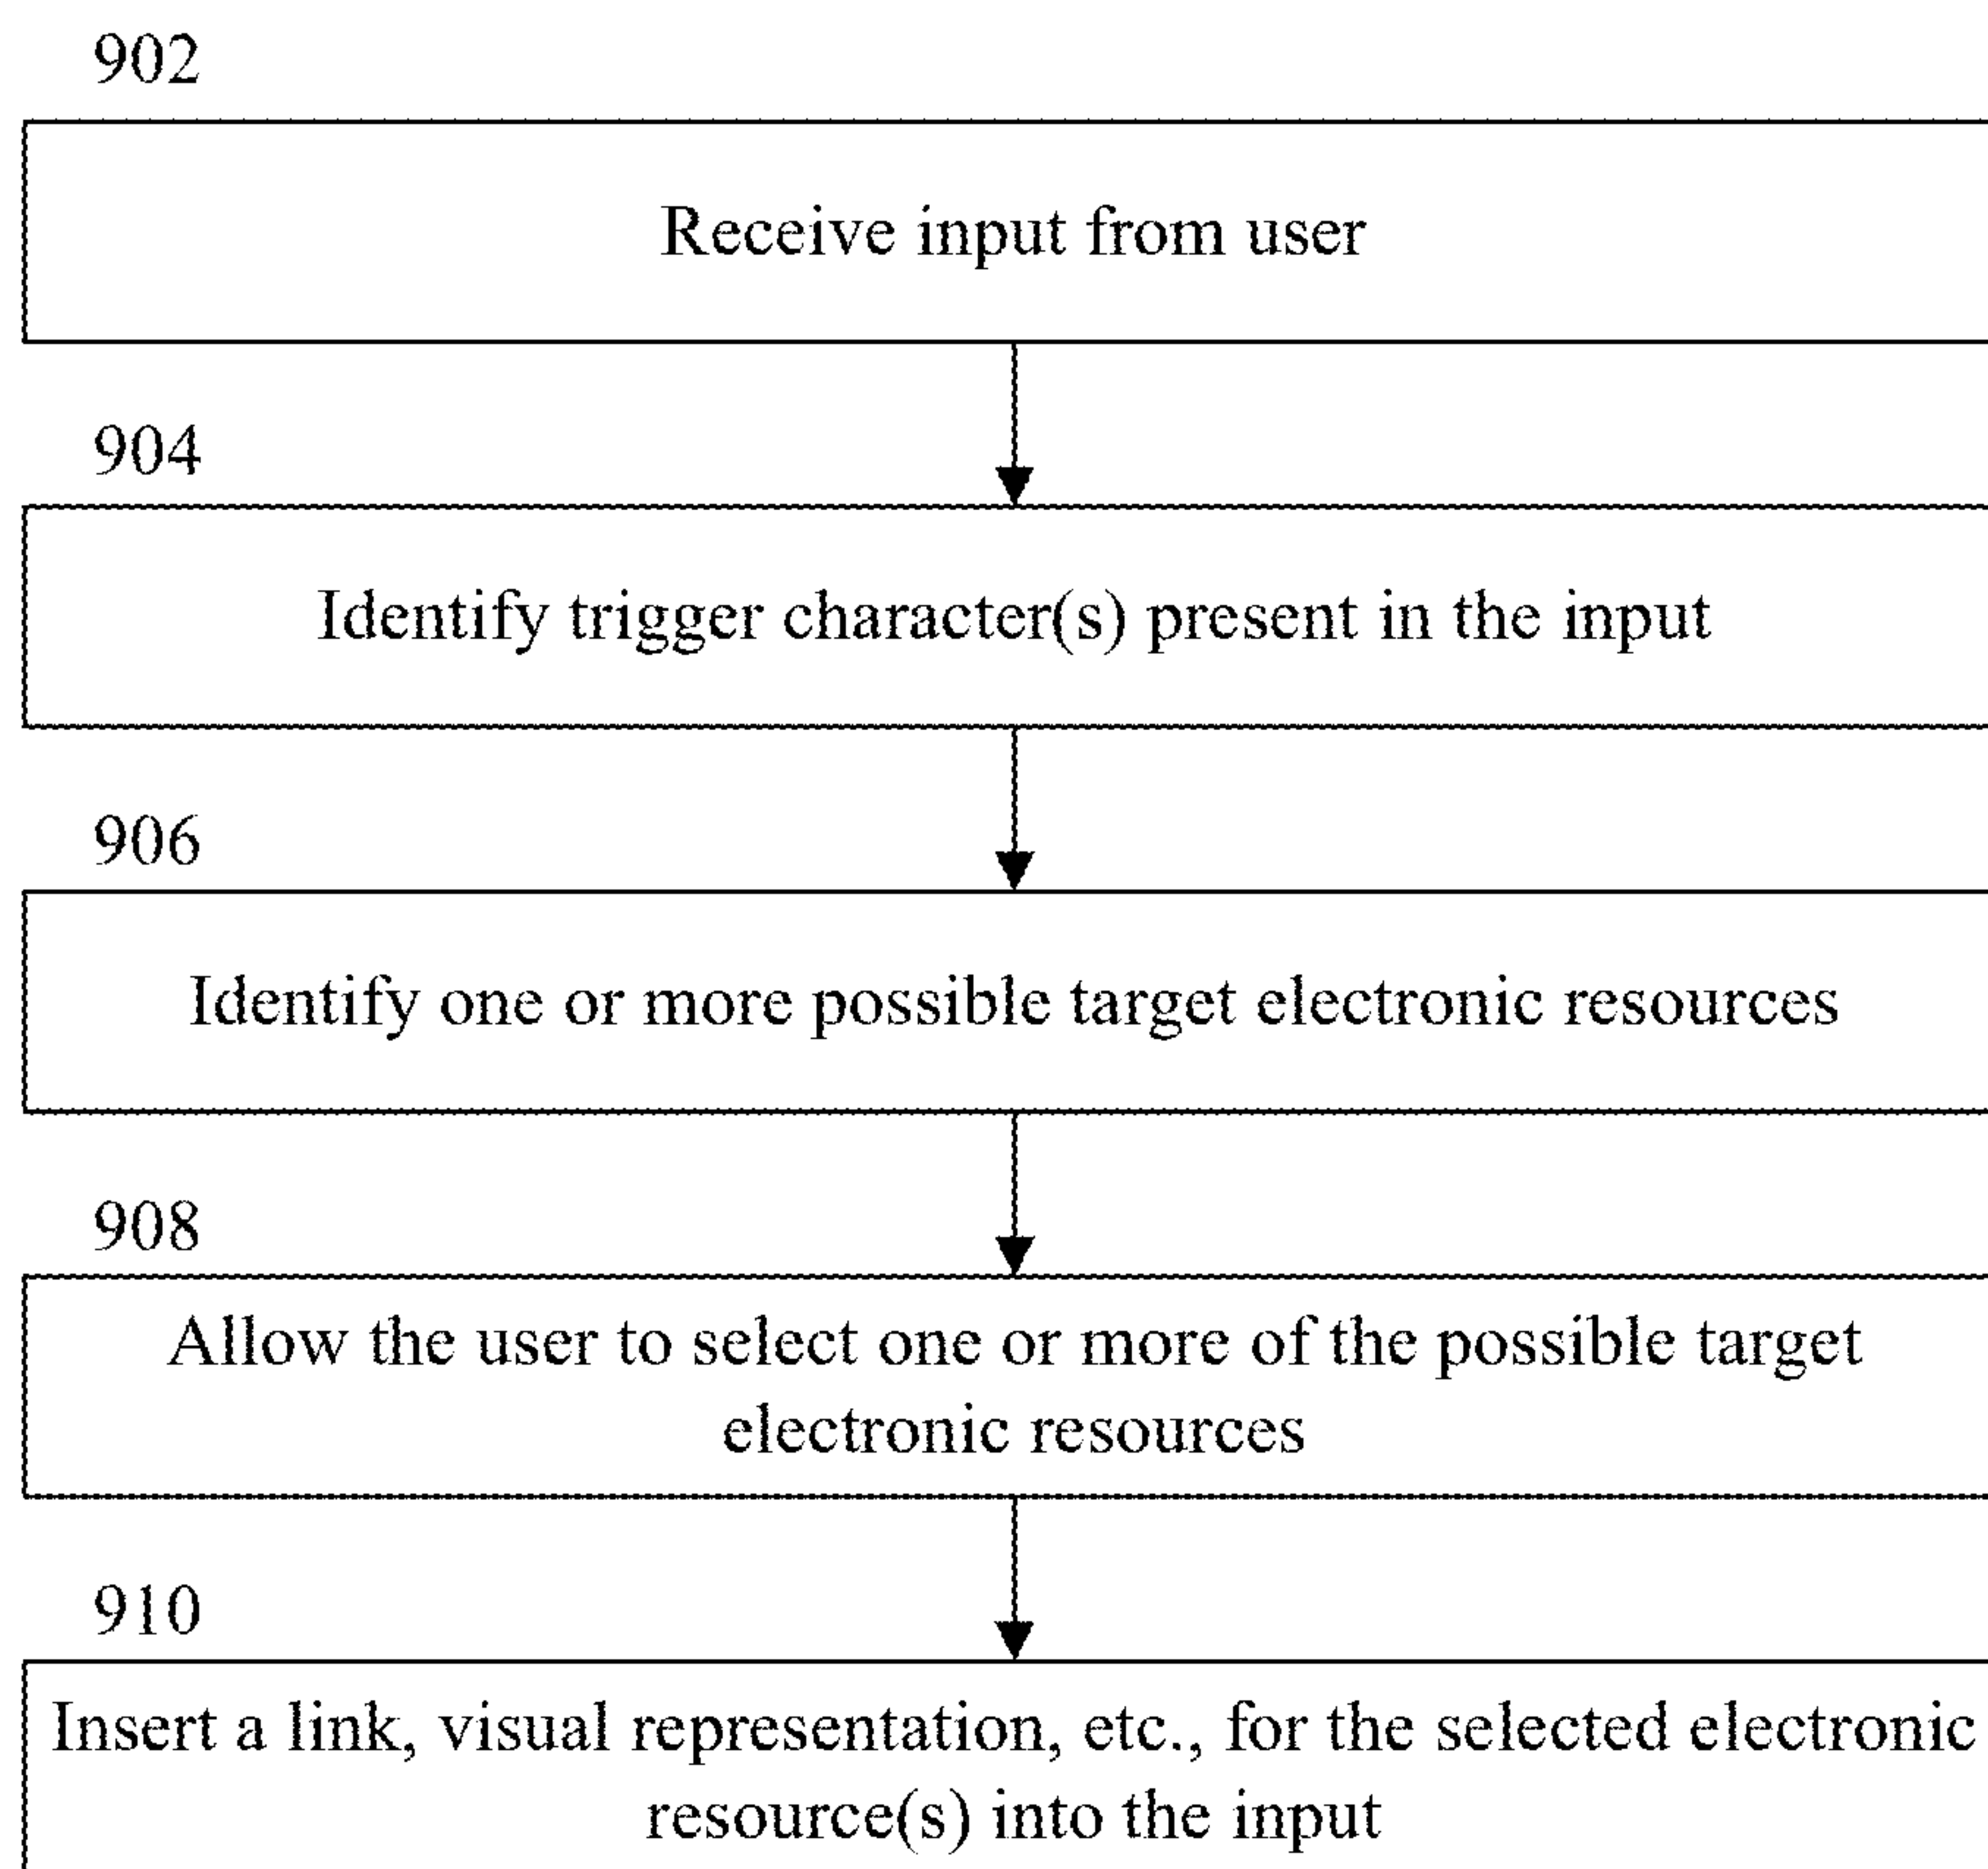 902
Receive input from user
904
Identify trigger character(s) present in the input
906
Identify one or more possible target electronic resources
908
Allow the user to select one or more of the possible target
electronic resources
910
Insert a link, visual representation, etc., for the selected electronic
resource(s) into the input